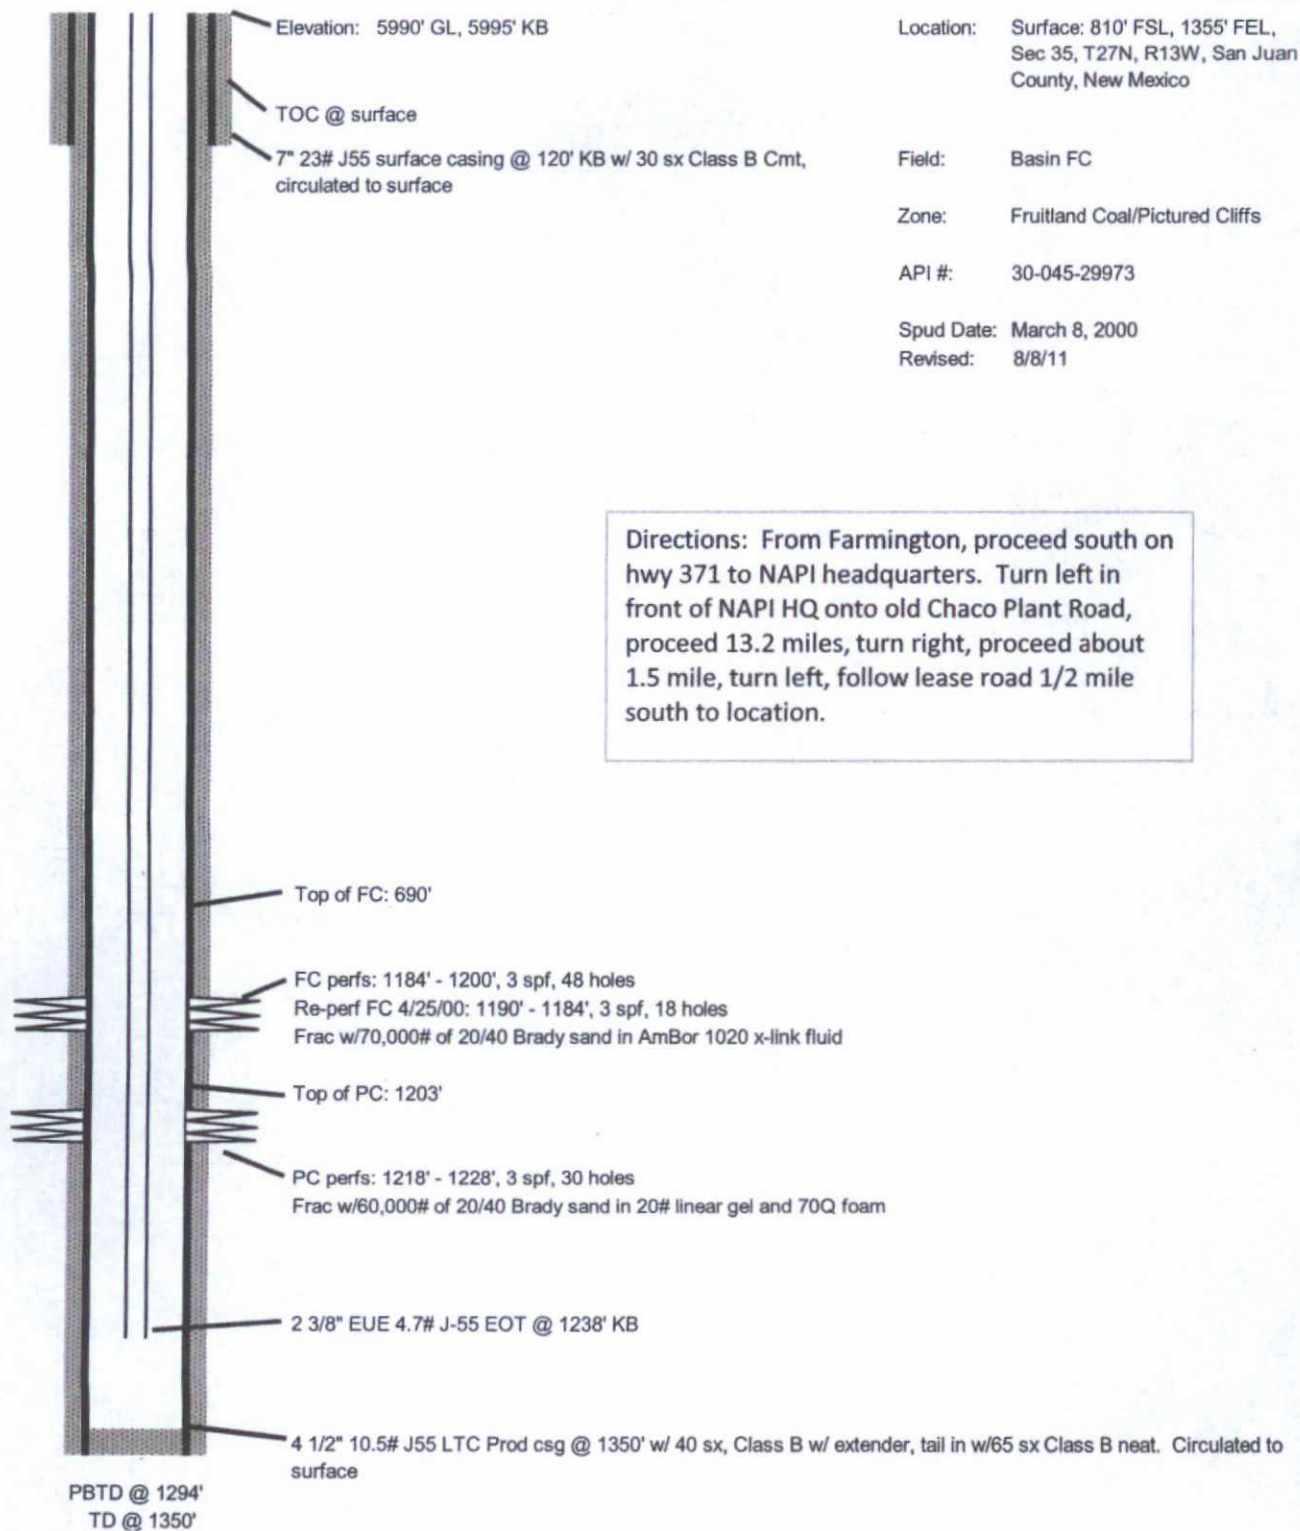 Elevation: 5990' GL, 5995' KB
TOC @ surface
7" 23# J55 surface casing @ 120' KB w/ 30 sx Class B Cmt,
circulated to surface
Location: Surface: 810' FSL, 1355' FEL,
Sec 35, T27N, R13W, San Juan
County, New Mexico
Field: Basin FC
Zone: Fruitland Coal/Pictured Cliffs
API #: 30-045-29973
Spud Date: March 8, 2000
Revised: 8/8/11
Directions: From Farmington, proceed south on
hwy 371 to NAPI headquarters. Turn left in
front of NAPI HQ onto old Chaco Plant Road,
proceed 13.2 miles, turn right, proceed about
1.5 mile, turn left, follow lease road 1/2 mile
south to location.
Top of FC: 690'
FC perfs: 1184' - 1200', 3 spf, 48 holes
Re-perf FC 4/25/00: 1190' - 1184', 3 spf, 18 holes
Frac w/70,000# of 20/40 Brady sand in AmBor 1020 x-link fluid
Top of PC: 1203'
PC perfs: 1218' - 1228', 3 spf, 30 holes
Frac w/60,000# of 20/40 Brady sand in 20# linear gel and 70Q foam
2 3/8" EUE 4.7# J-55 EOT @ 1238' KB
4 1/2" 10.5# J55 LTC Prod csg @ 1350' w/ 40 sx, Class B w/ extender, tail in w/65 sx Class B neat. Circulated to
surface
PBTD @ 1294'
TD @ 1350'